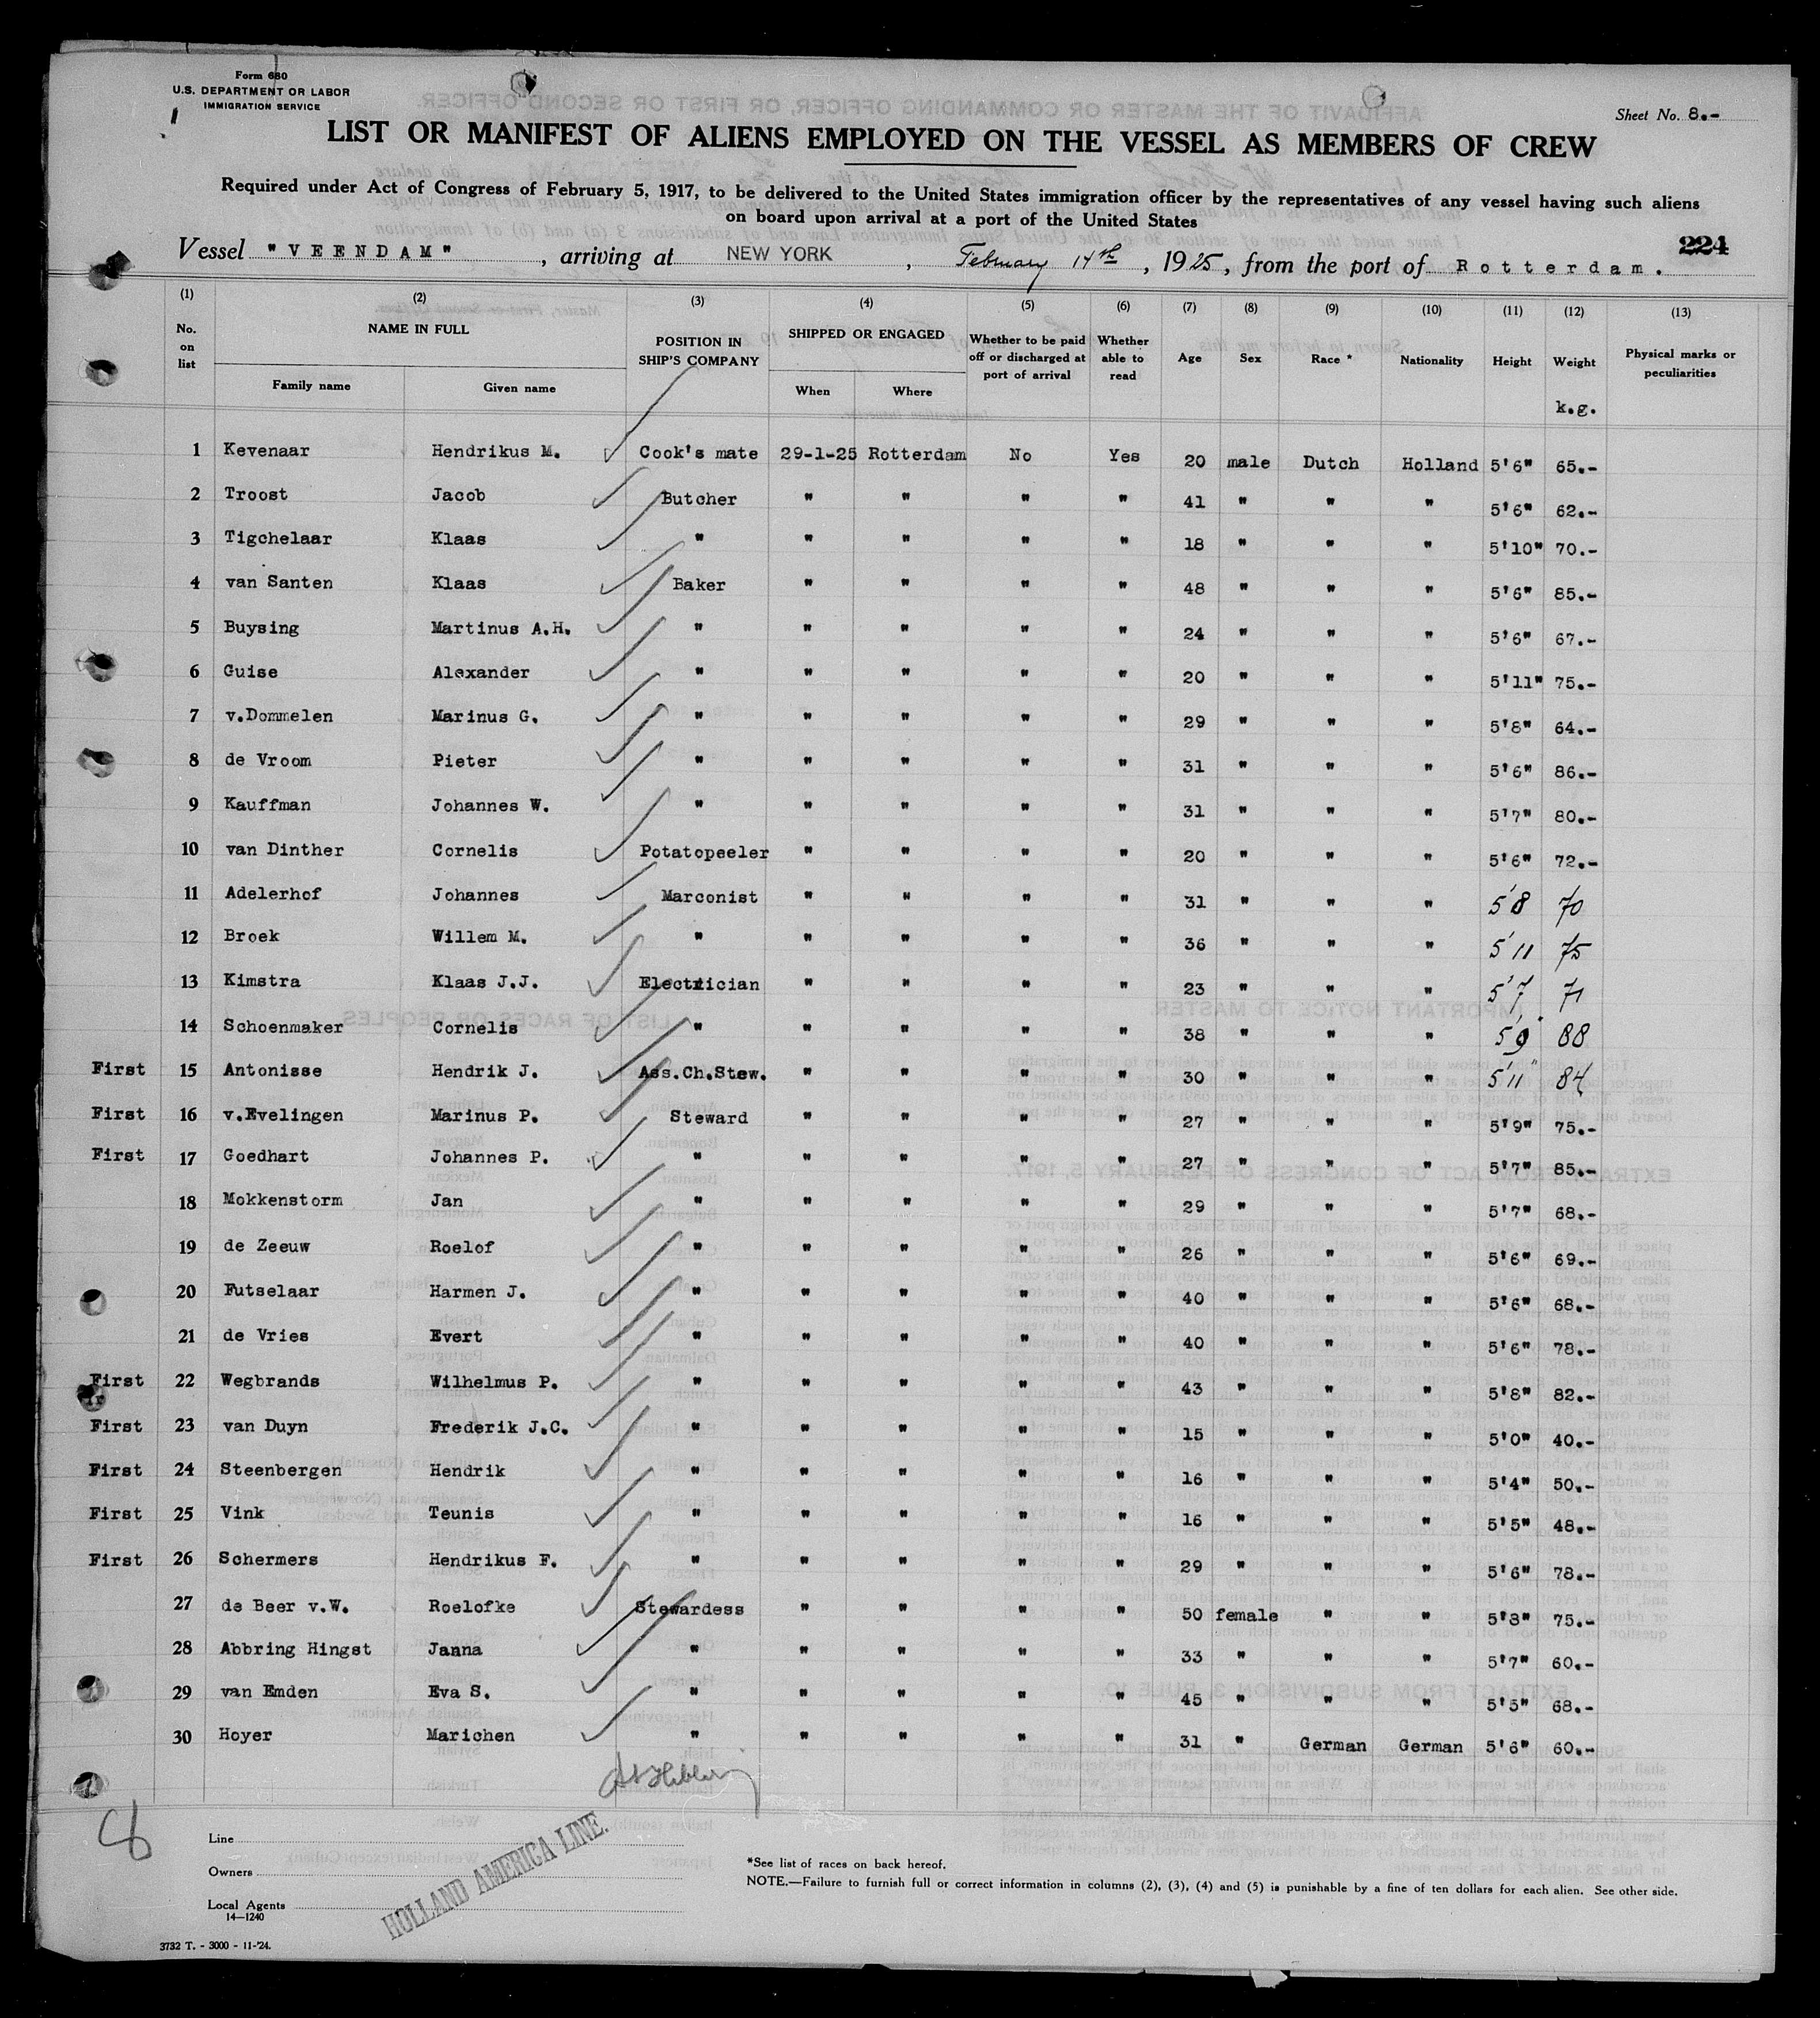 Form 680
U.S. DEPARTMENT OR LABOR
IMMIGRATION SERVICE
Sheet No. 8.-
LIST OR MANIFEST OF ALIENS EMPLOYED ON THE VESSEL AS MEMBERS OF CREW
Required under Act of Congress of February 5, 1917, to be delivered to the United States immigration officer by the representatives of any vessel having such aliens
on board upon arrival at a port of the United States
224
Vessel "VEENDAM", arriving at NEW YORK, February 14th, 1925, from the port of Rotterdam.
(1) (2) (3) (4) (5) (6) (7) (8) (9) (10) (11) (12) (13)
No. on list NAME IN FULL POSITION IN SHIP'S COMPANY SHIPPED OR ENGAGED Whether to be paid off or discharged at port of arrival Whether able to read Age Sex Race * Nationality Height Weight Physical marks or peculiarities
Family name Given name When Where k.g.
1 Kevenaar Hendrikus M. Cook's mate 29-1-25 Rotterdam No Yes 20 male Dutch Holland 5'6" 65.-
2 Troost Jacob Butcher " " " " 41 " " " 5'6" 62.-
3 Tigchelaar Klaas " " " " " 18 " " " 5'10" 70.-
4 van Santen Klaas Baker " " " " 48 " " " 5'6" 85.-
5 Buysing Martinus A.H. " " " " " 24 " " " 5'6" 67.-
6 Guise Alexander " " " " " 20 " " " 5'11" 75.-
7 v.Dommelen Marinus G. " " " " " 29 " " " 5'8" 64.-
8 de Vroom Pieter " " " " " 31 " " " 5'6" 86.-
9 Kauffman Johannes W. " " " " " 31 " " " 5'7" 80.-
10 van Dinther Cornelis Potatopeeler " " " " 20 " " " 5'6" 72.-
11 Adelerhof Johannes Marconist " " " " 31 " " " 5'8 70
12 Broek Willem M. " " " " " 36 " " " 5'11 75
13 Kimstra Klaas J.J. Electrician " " " " 23 " " " 5'7 71
14 Schoenmaker Cornelis " " " " " 38 " " " 5'9" 88
First 15 Antonisse Hendrik J. Ass.Ch.Stew. " " " " 30 " " " 5'11" 84
First 16 v.Evelingen Marinus P. Steward " " " " 27 " " " 5'9" 75.-
First 17 Goedhart Johannes P. " " " " " 27 " " " 5'7" 85.-
18 Mokkenstorm Jan " " " " " 29 " " " 5'7" 68.-
19 de Zeeuw Roelof " " " " " 26 " " " 5'6" 69.-
20 Futselaar Harmen J. " " " " " 40 " " " 5'6" 68.-
21 de Vries Evert " " " " " 40 " " " 5'6" 78.-
First 22 Wegbrands Wilhelmus P. " " " " " 43 " " " 5'8" 82.-
First 23 van Duyn Frederik J.C. " " " " " 15 " " " 5'0" 40.-
First 24 Steenbergen Hendrik " " " " " 16 " " " 5'4" 50.-
First 25 Vink Teunis " " " " " 16 " " " 5'5" 48.-
First 26 Schermers Hendrikus F. " " " " " 29 " " " 5'6" 78.-
27 de Beer v.W. Roelofke Stewardess " " " " 50 female " " 5'8" 75.-
28 Abbring Hingst Janna " " " " " 33 " " " 5'7" 60.-
29 van Emden Eva S. " " " " " 45 " " " 5'5" 68.-
30 Hoyer Marichen " " " " " 31 " German German 5'6" 60.-
8
Line
Owners
Local Agents
HOLLAND AMERICA LINE.
14—1240
*See list of races on back hereof.
NOTE.—Failure to furnish full or correct information in columns (2), (3), (4) and (5) is punishable by a fine of ten dollars for each alien. See other side.
3732 T. - 3000 - 11-'24.